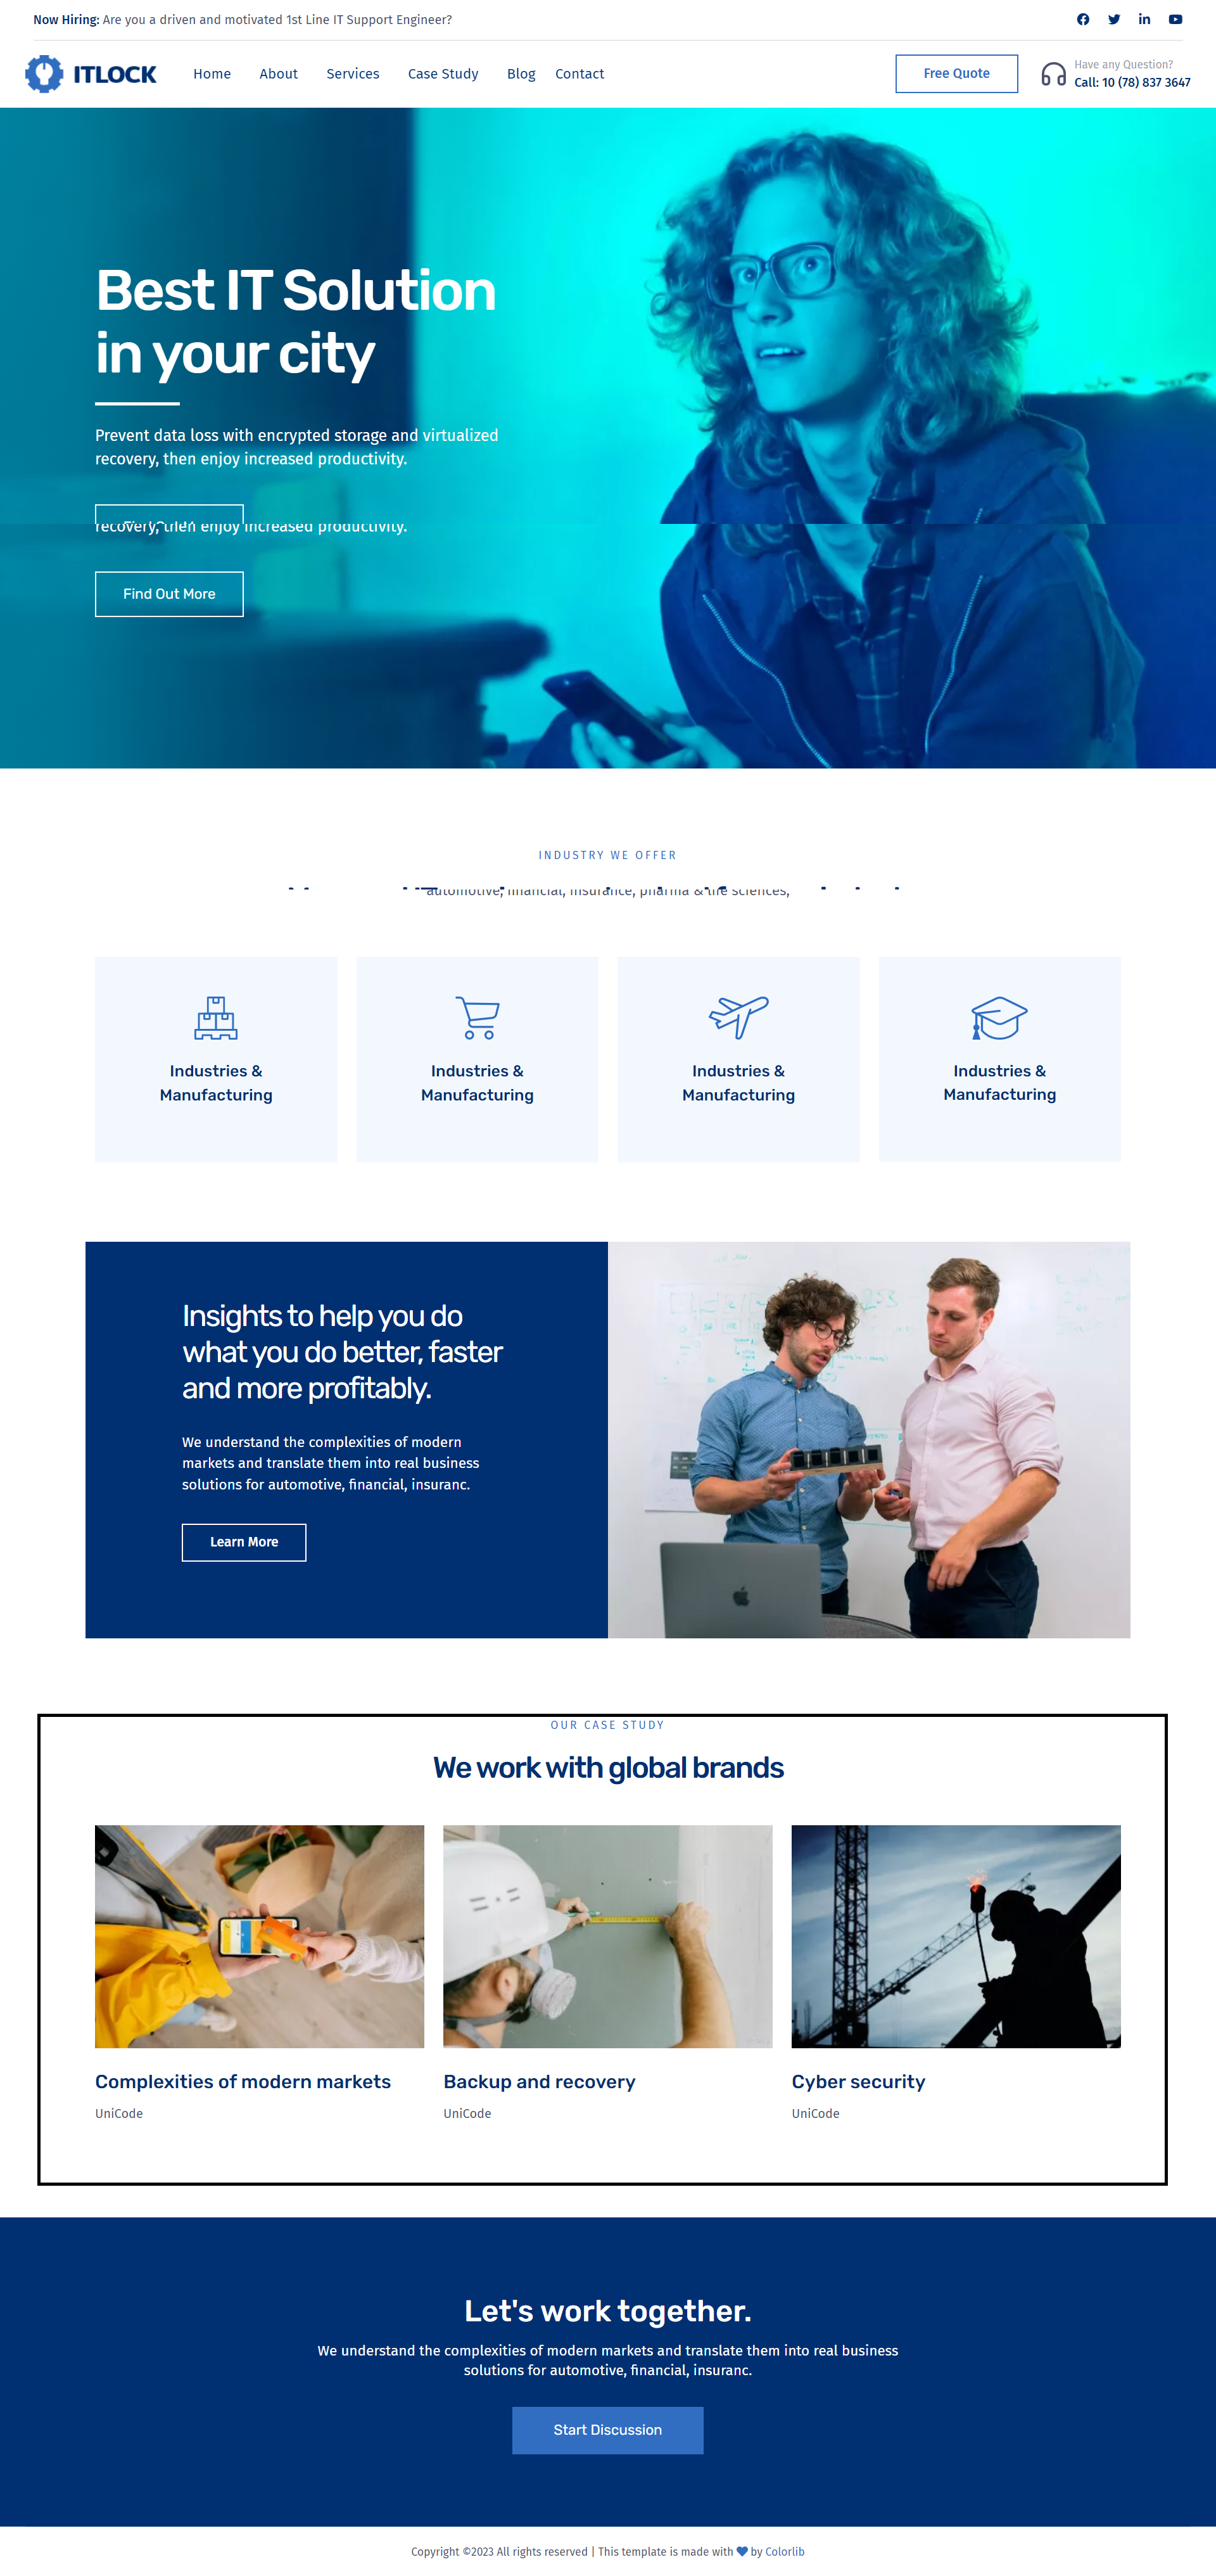 Now Hiring: Are you a driven and motivated 1st Line IT Support Engineer?
ITLOCK
Home About Services Case Study Blog Contact
Free Quote
Have any Question?
Call: 10 (78) 837 3647
Best IT Solution
in your city
Prevent data loss with encrypted storage and virtualized
recovery, then enjoy increased productivity.
recovery, then enjoy increased productivity.
Find Out More
INDUSTRY WE OFFER
automotive, financial, insurance, pharma & life sciences,
Industries &
Manufacturing
Industries &
Manufacturing
Industries &
Manufacturing
Industries &
Manufacturing
Insights to help you do
what you do better, faster
and more profitably.
We understand the complexities of modern
markets and translate them into real business
solutions for automotive, financial, insuranc.
Learn More
OUR CASE STUDY
We work with global brands
Complexities of modern markets
UniCode
Backup and recovery
UniCode
Cyber security
UniCode
Let's work together.
We understand the complexities of modern markets and translate them into real business
solutions for automotive, financial, insuranc.
Start Discussion
Copyright ©2023 All rights reserved | This template is made with by Colorlib